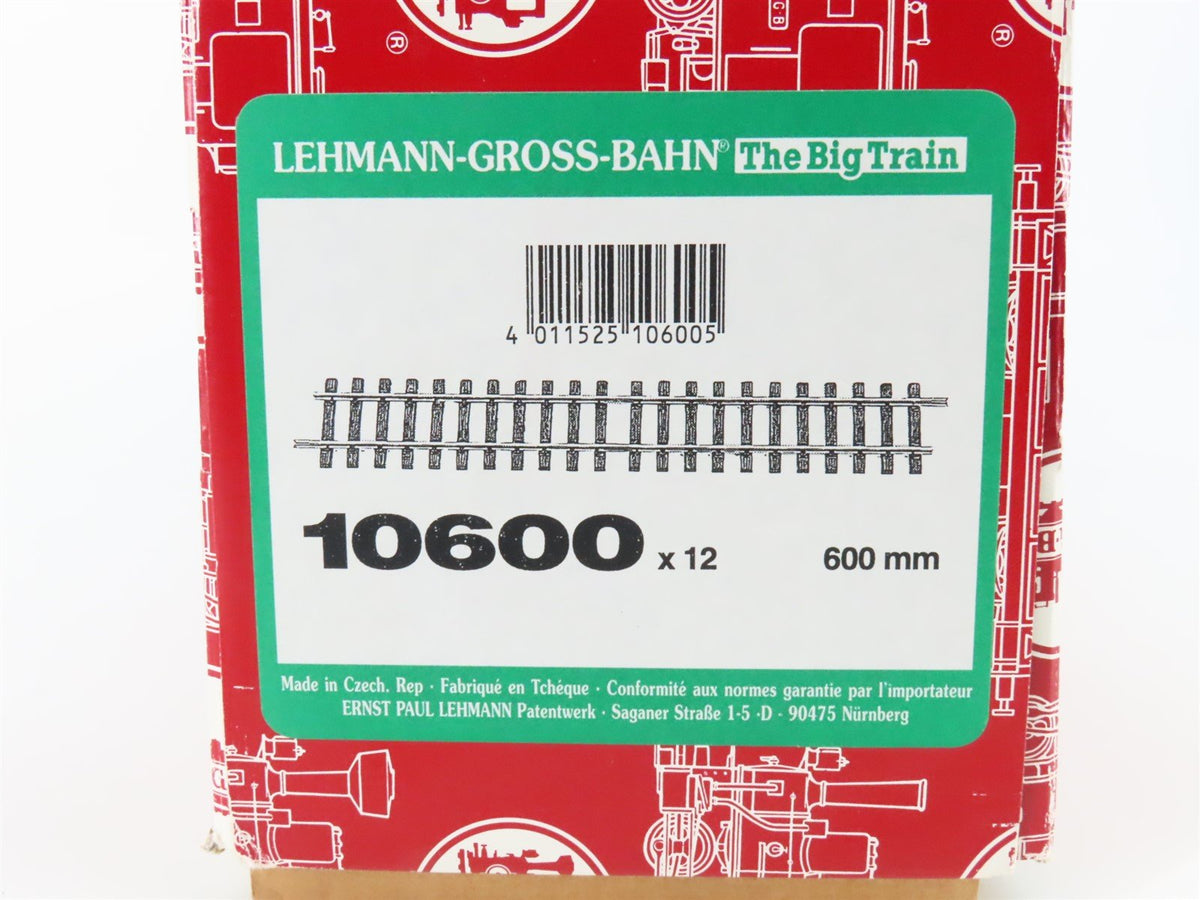 ®
G-B
®
LEHMANN-GROSS-BAHN® The Big Train
4 011525 106005
10600 x 12 600 mm
Made in Czech. Rep · Fabriqué en Tchéque · Conformité aux normes garantie par l'importateur
ERNST PAUL LEHMANN Patentwerk · Saganer Straße 1-5 ·D · 90475 Nürnberg